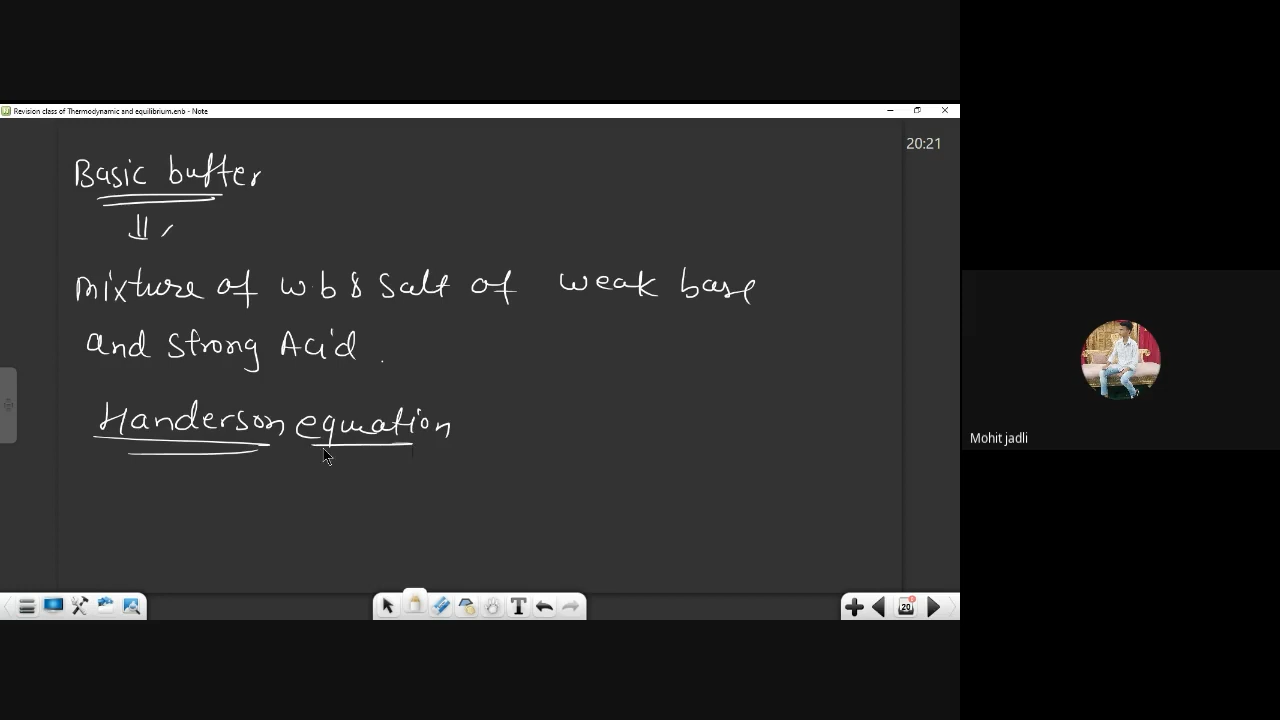 Revision class of Thermodynamic and equilibrium.enb - Note
20:21
Basic buffer
mixture of w.b & Salt of weak base
and Strong Acid .
Handerson equation
Mohit jadli
20